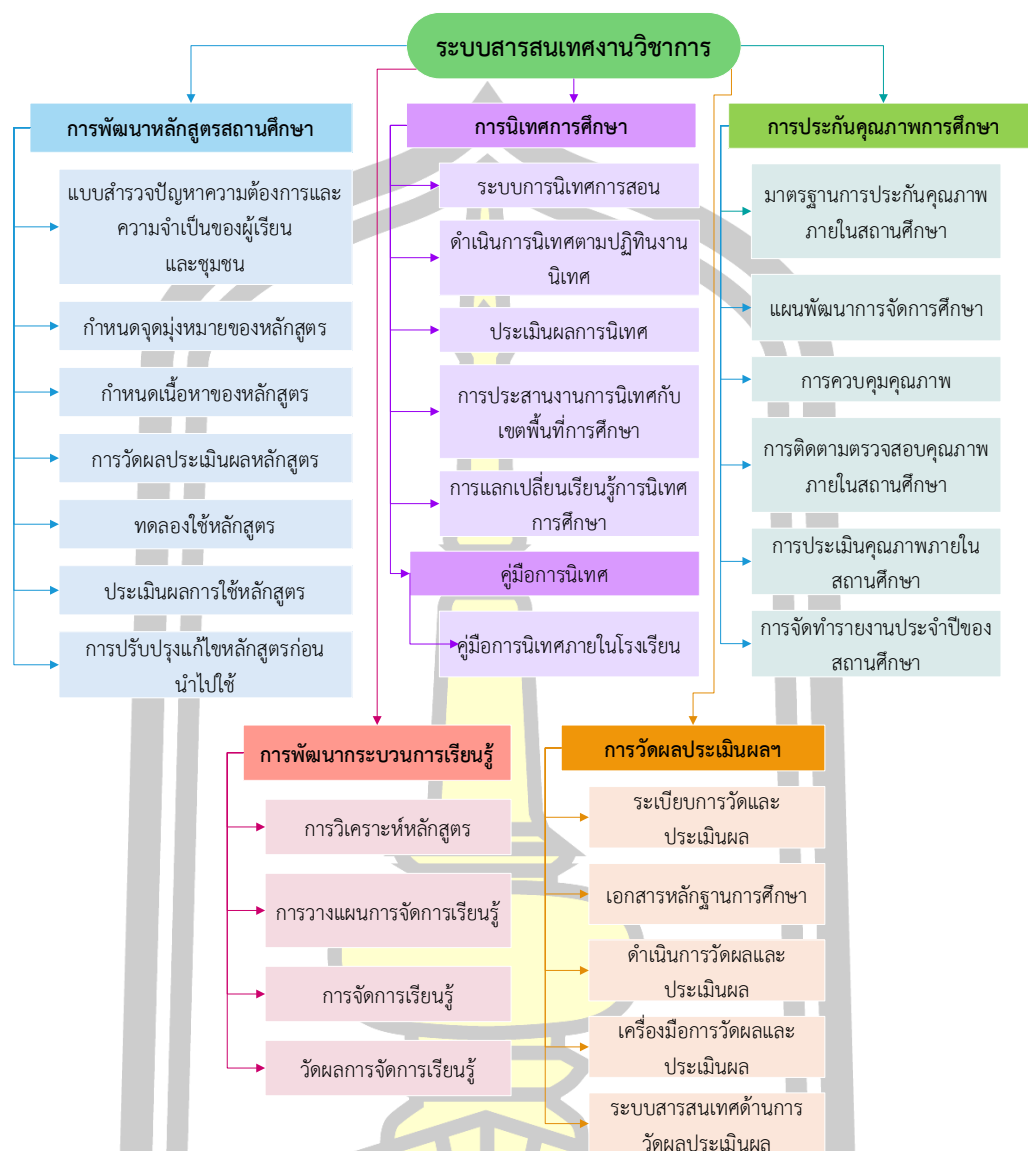 ระบบสารสนเทศงานวิชาการ
การพัฒนาหลักสูตรสถานศึกษา
แบบสำรวจปัญหาความต้องการและ
ความจำเป็นของผู้เรียน
และชุมชน
กำหนดจุดมุ่งหมายของหลักสูตร
กำหนดเนื้อหาของหลักสูตร
การวัดผลประเมินผลหลักสูตร
ทดลองใช้หลักสูตร
ประเมินผลการใช้หลักสูตร
การปรับปรุงแก้ไขหลักสูตรก่อน
นำไปใช้
การนิเทศการศึกษา
ระบบการนิเทศการสอน
ดำเนินการนิเทศตามปฏิทินงาน
นิเทศ
ประเมินผลการนิเทศ
การประสานงานการนิเทศกับ
เขตพื้นที่การศึกษา
การแลกเปลี่ยนเรียนรู้การนิเทศ
การศึกษา
คู่มือการนิเทศ
คู่มือการนิเทศภายในโรงเรียน
การประกันคุณภาพการศึกษา
มาตรฐานการประกันคุณภาพ
ภายในสถานศึกษา
แผนพัฒนาการจัดการศึกษา
การควบคุมคุณภาพ
การติดตามตรวจสอบคุณภาพ
ภายในสถานศึกษา
การประเมินคุณภาพภายใน
สถานศึกษา
การจัดทำรายงานประจำปีของ
สถานศึกษา
การพัฒนากระบวนการเรียนรู้
การวิเคราะห์หลักสูตร
การวางแผนการจัดการเรียนรู้
การจัดการเรียนรู้
วัดผลการจัดการเรียนรู้
การวัดผลประเมินผลฯ
ระเบียบการวัดและ
ประเมินผล
เอกสารหลักฐานการศึกษา
ดำเนินการวัดผลและ
ประเมินผล
เครื่องมือการวัดผลและ
ประเมินผล
ระบบสารสนเทศด้านการ
วัดผลประเมินผล